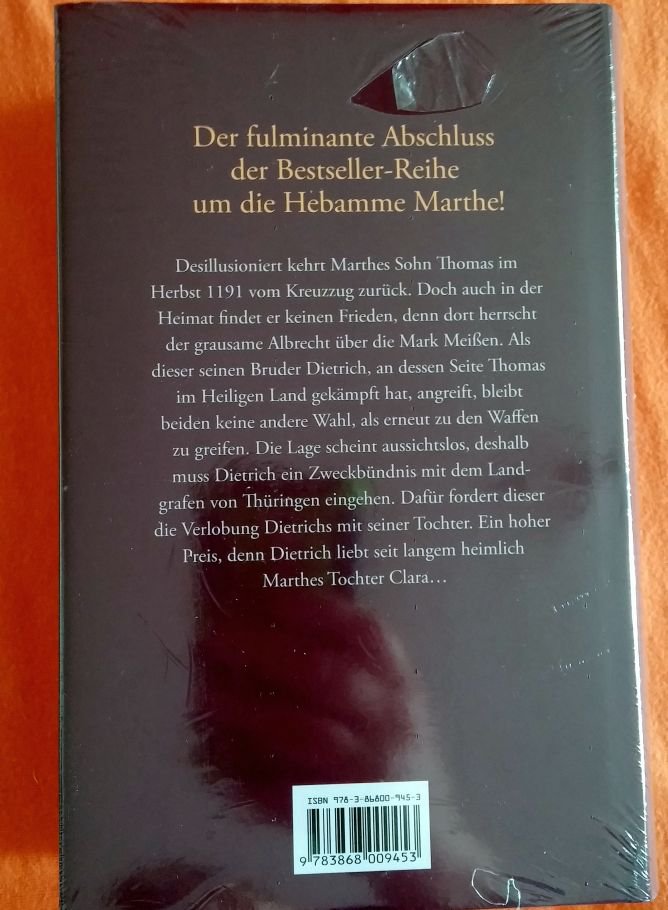 Der fulminante Abschluss
der Bestseller-Reihe
um die Hebamme Marthe!
Desillusioniert kehrt Marthes Sohn Thomas im
Herbst 1191 vom Kreuzzug zurück. Doch auch in der
Heimat findet er keinen Frieden, denn dort herrscht
der grausame Albrecht über die Mark Meißen. Als
dieser seinen Bruder Dietrich, an dessen Seite Thomas
im Heiligen Land gekämpft hat, angreift, bleibt
beiden keine andere Wahl, als erneut zu den Waffen
zu greifen. Die Lage scheint aussichtslos, deshalb
muss Dietrich ein Zweckbündnis mit dem Land-
grafen von Thüringen eingehen. Dafür fordert dieser
die Verlobung Dietrichs mit seiner Tochter. Ein hoher
Preis, denn Dietrich liebt seit langem heimlich
Marthes Tochter Clara…
ISBN 978-3-86800-945-3
9 783868 009453